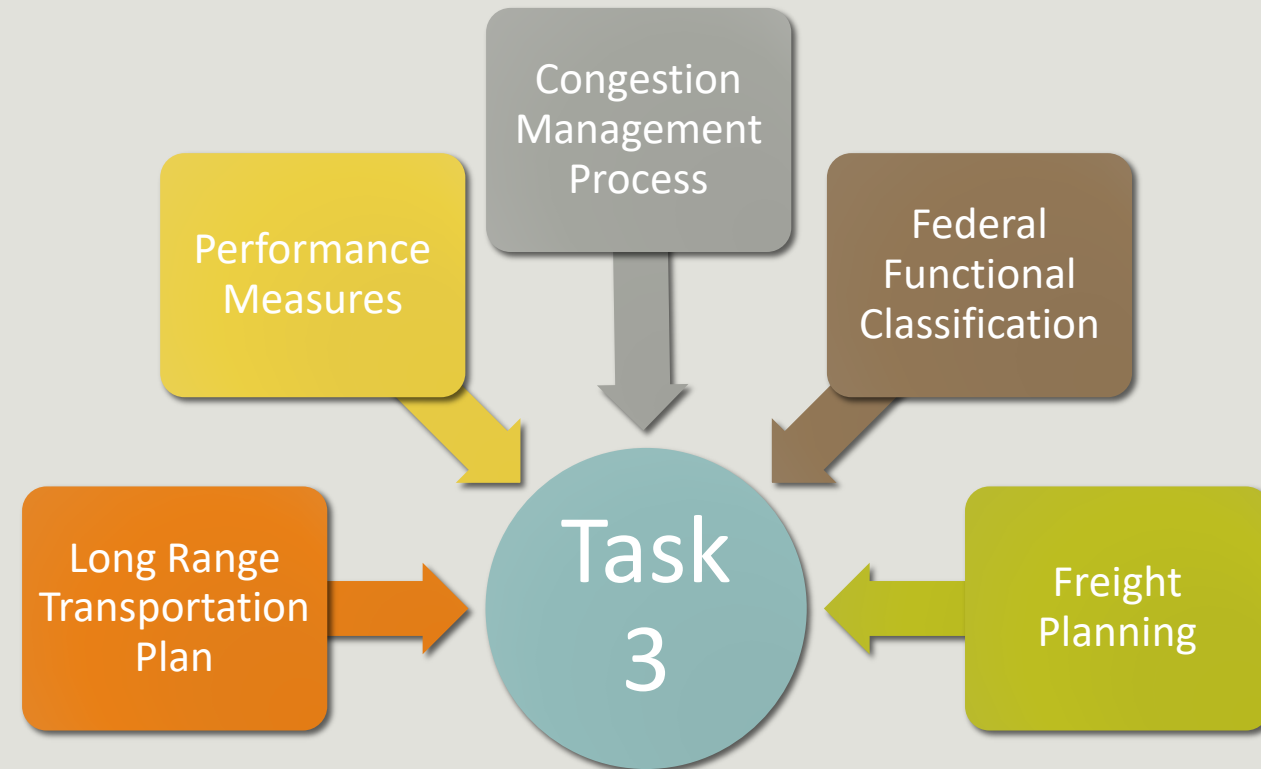 Congestion
Management
Process
Performance
Measures
Federal
Functional
Classification
Long Range
Transportation
Plan
Task
3
Freight
Planning